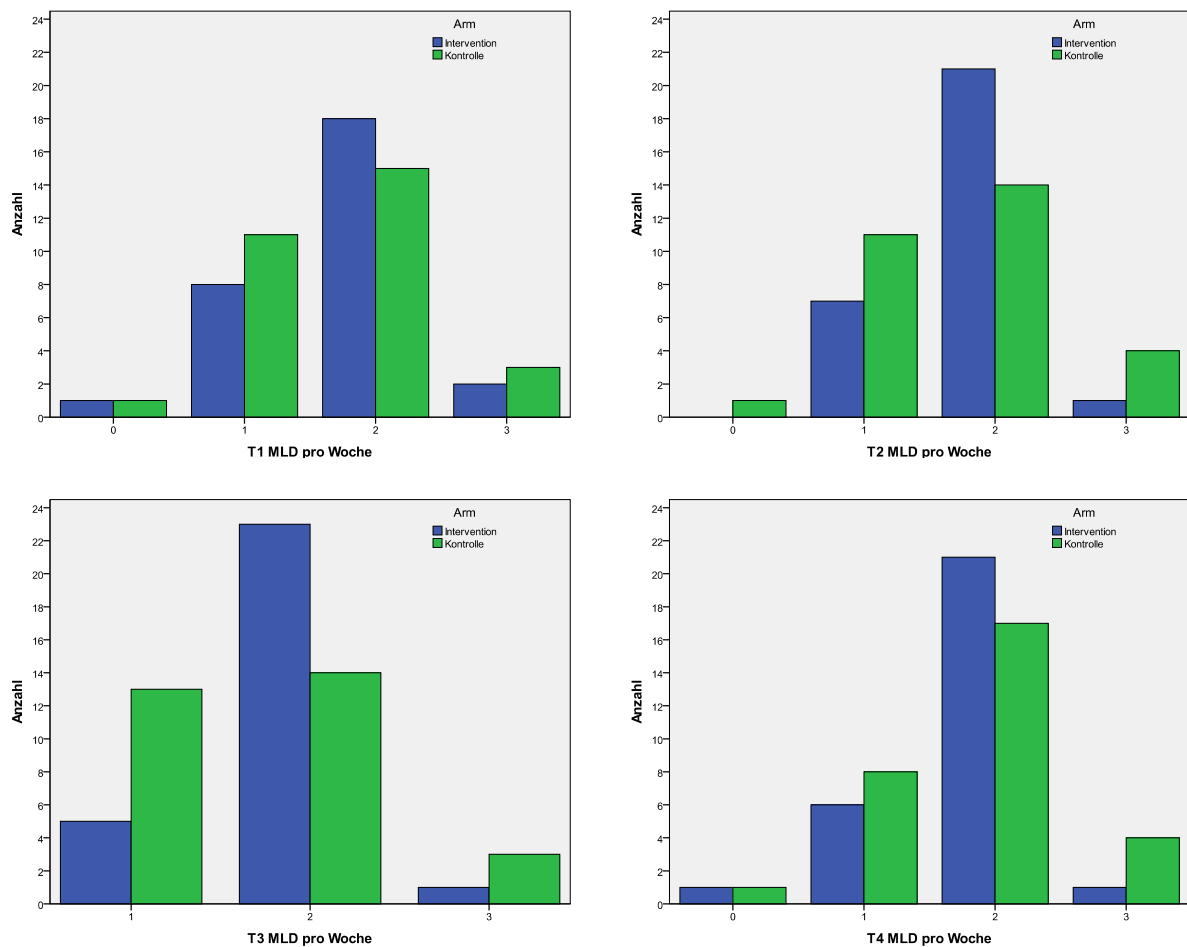 Anzahl
24
22
20
18
16
14
12
10
8
6
4
2
0
Arm
Intervention
Kontrolle
0 1 2 3
T1 MLD pro Woche
Anzahl
24
22
20
18
16
14
12
10
8
6
4
2
0
Arm
Intervention
Kontrolle
0 1 2 3
T2 MLD pro Woche
Anzahl
24
22
20
18
16
14
12
10
8
6
4
2
0
Arm
Intervention
Kontrolle
1 2 3
T3 MLD pro Woche
Anzahl
24
22
20
18
16
14
12
10
8
6
4
2
0
Arm
Intervention
Kontrolle
0 1 2 3
T4 MLD pro Woche